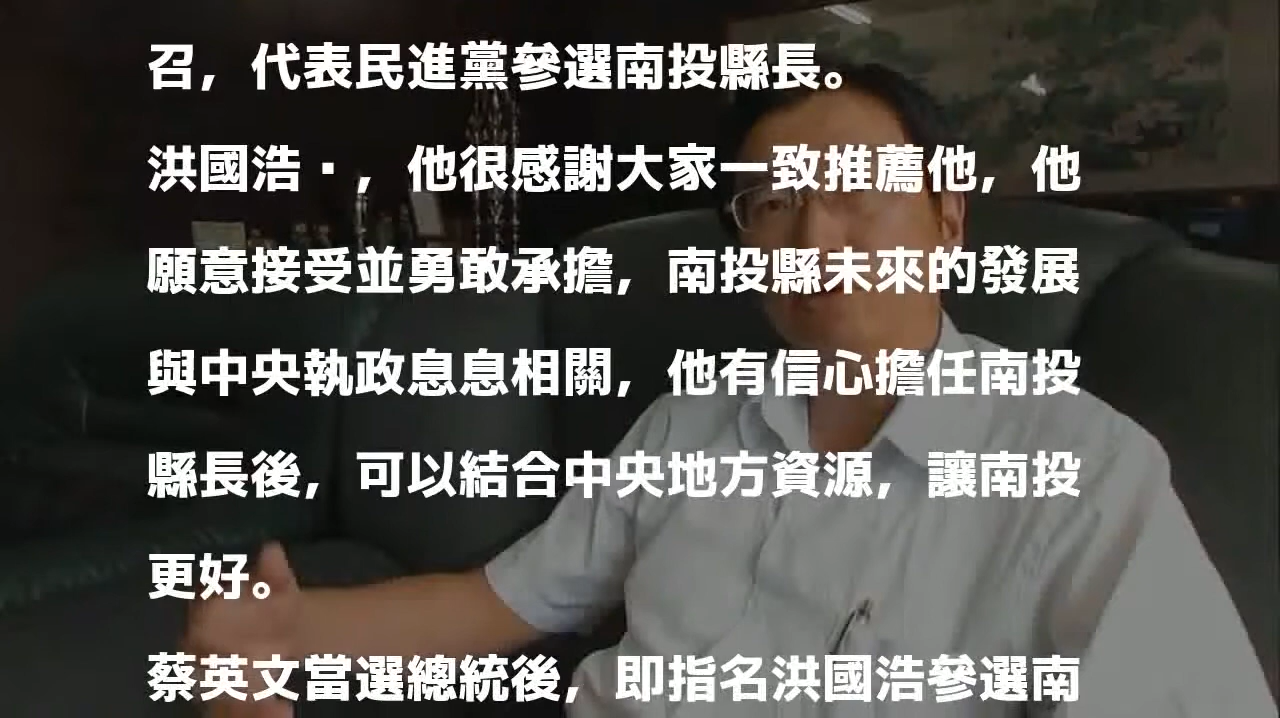 召，代表民進黨參選南投縣長。
洪國浩·，他很感謝大家一致推薦他，他
願意接受並勇敢承擔，南投縣未來的發展
與中央執政息息相關，他有信心擔任南投
縣長後，可以結合中央地方資源，讓南投
更好。
蔡英文當選總統後，即指名洪國浩參選南